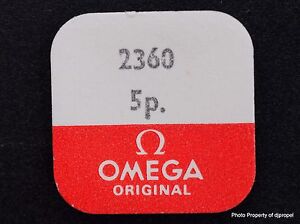 2360
5p.
Ω
OMEGA
ORIGINAL
Photo Property of djpropel